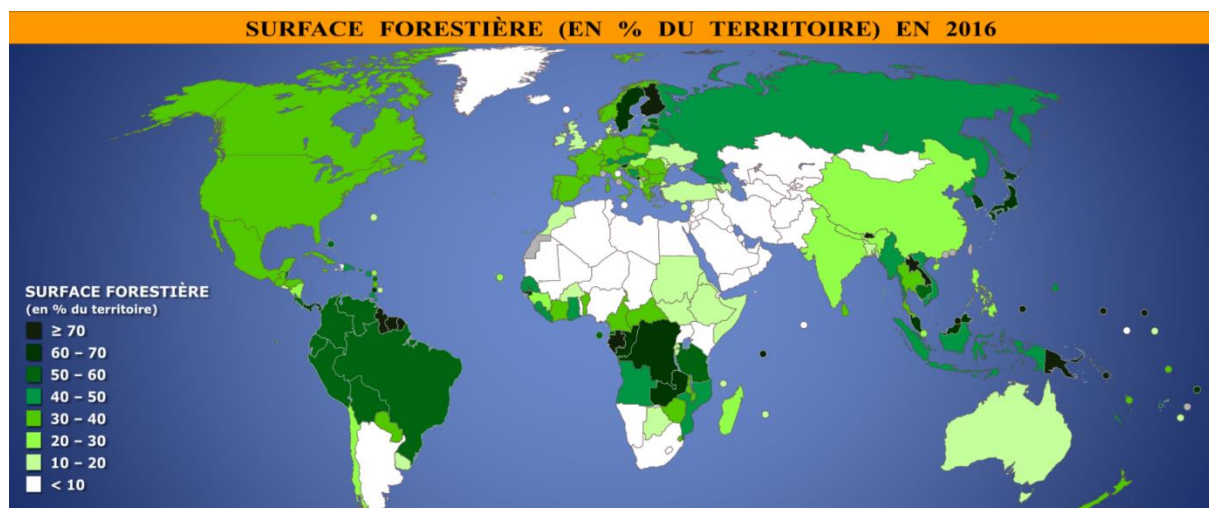 SURFACE FORESTIÈRE (EN % DU TERRITOIRE) EN 2016
SURFACE FORESTIÈRE
(en % du territoire)
≥ 70
60 – 70
50 – 60
40 – 50
30 – 40
20 – 30
10 – 20
< 10